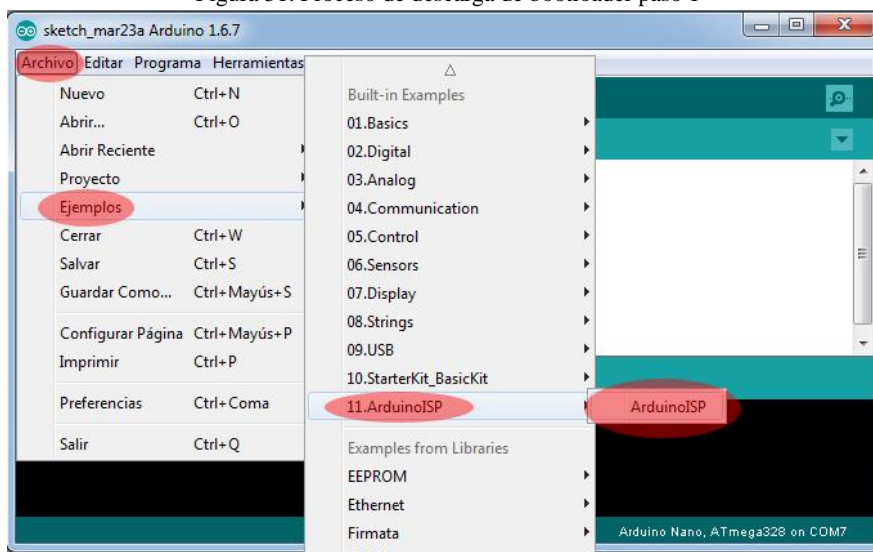 sketch_mar23a Arduino 1.6.7
Archivo Editar Programa Herramientas
Nuevo Ctrl+N
Abrir... Ctrl+O
Abrir Reciente
Proyecto
Ejemplos
Cerrar Ctrl+W
Salvar Ctrl+S
Guardar Como... Ctrl+Mayús+S
Configurar Página Ctrl+Mayús+P
Imprimir Ctrl+P
Preferencias Ctrl+Coma
Salir Ctrl+Q
Built-in Examples
01.Basics
02.Digital
03.Analog
04.Communication
05.Control
06.Sensors
07.Display
08.Strings
09.USB
10.StarterKit_BasicKit
11.ArduinoISP
Examples from Libraries
EEPROM
Ethernet
Firmata
ArduinoISP
Arduino Nano, ATmega328 on COM7